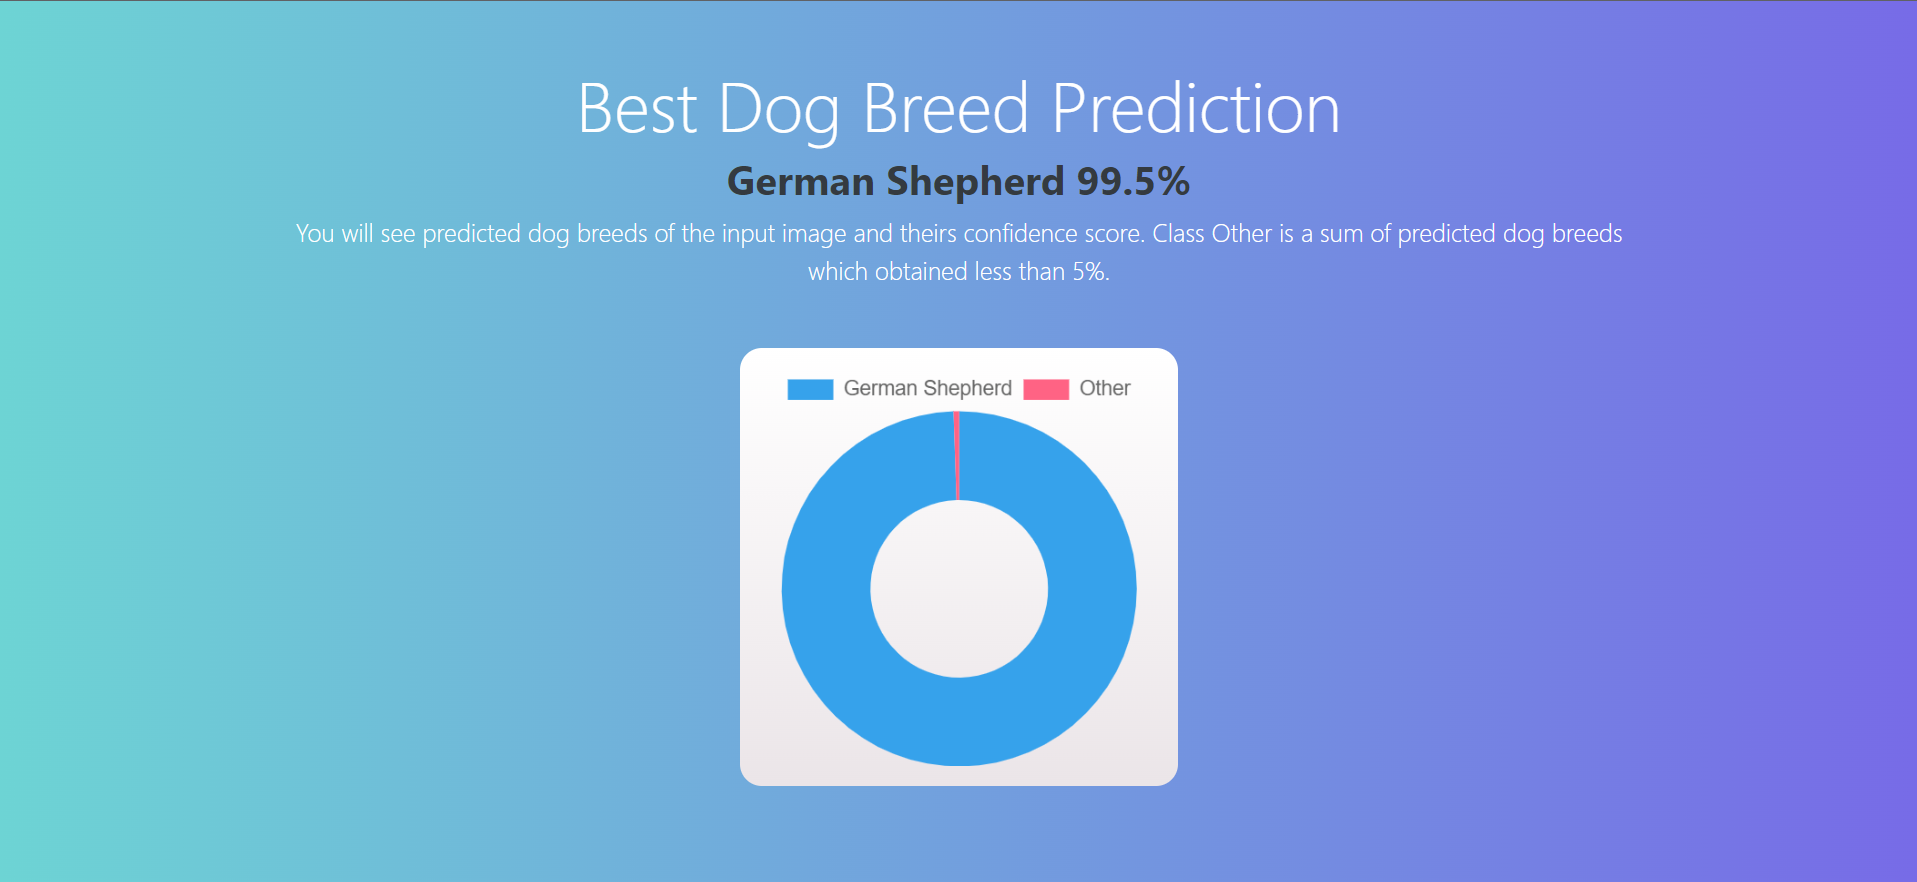 Best Dog Breed Prediction
German Shepherd 99.5%
You will see predicted dog breeds of the input image and theirs confidence score. Class Other is a sum of predicted dog breeds
which obtained less than 5%.
German Shepherd Other